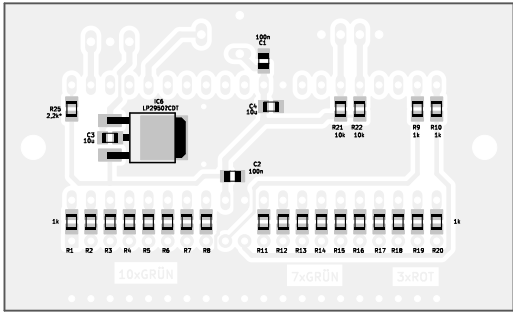 100n
C1
IC6
LP2950?CDT
R25
2,2k*
C4
10u
C3
10u
R21
10k
R22
10k
R9
1k
R10
1k
C2
100n
1k
1k
R1 R2 R3 R4 R5 R6 R7 R8 R11 R12 R13 R14 R15 R16 R17 R18 R19 R20
10xGRÜN 7xGRÜN 3xROT